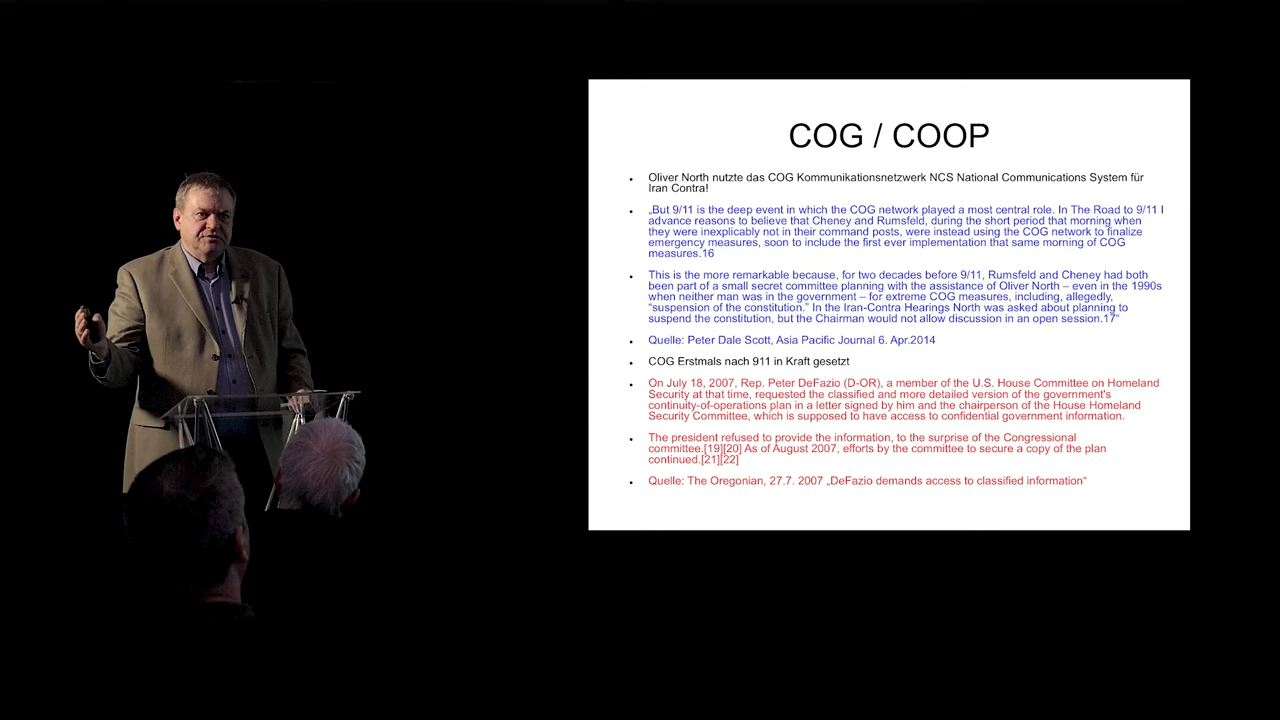 COG / COOP
Oliver North nutzte das COG Kommunikationsnetzwerk NCS National Communications System für
Iran Contra!
„But 9/11 is the deep event in which the COG network played a most central role. In The Road to 9/11 I
advance reasons to believe that Cheney and Rumsfeld, during the short period that morning when
they were inexplicably not in their command posts, were instead using the COG network to finalize
emergency measures, soon to include the first ever implementation that same morning of COG
measures.16
This is the more remarkable because, for two decades before 9/11, Rumsfeld and Cheney had both
been part of a small secret committee planning with the assistance of Oliver North – even in the 1990s
when neither man was in the government – for extreme COG measures, including, allegedly,
“suspension of the constitution.” In the Iran-Contra Hearings North was asked about planning to
suspend the constitution, but the Chairman would not allow discussion in an open session.17“
Quelle: Peter Dale Scott, Asia Pacific Journal 6. Apr.2014
COG Erstmals nach 911 in Kraft gesetzt
On July 18, 2007, Rep. Peter DeFazio (D-OR), a member of the U.S. House Committee on Homeland
Security at that time, requested the classified and more detailed version of the government's
continuity-of-operations plan in a letter signed by him and the chairperson of the House Homeland
Security Committee, which is supposed to have access to confidential government information.
The president refused to provide the information, to the surprise of the Congressional
committee.[19][20] As of August 2007, efforts by the committee to secure a copy of the plan
continued.[21][22]
Quelle: The Oregonian, 27.7. 2007 „DeFazio demands access to classified information“